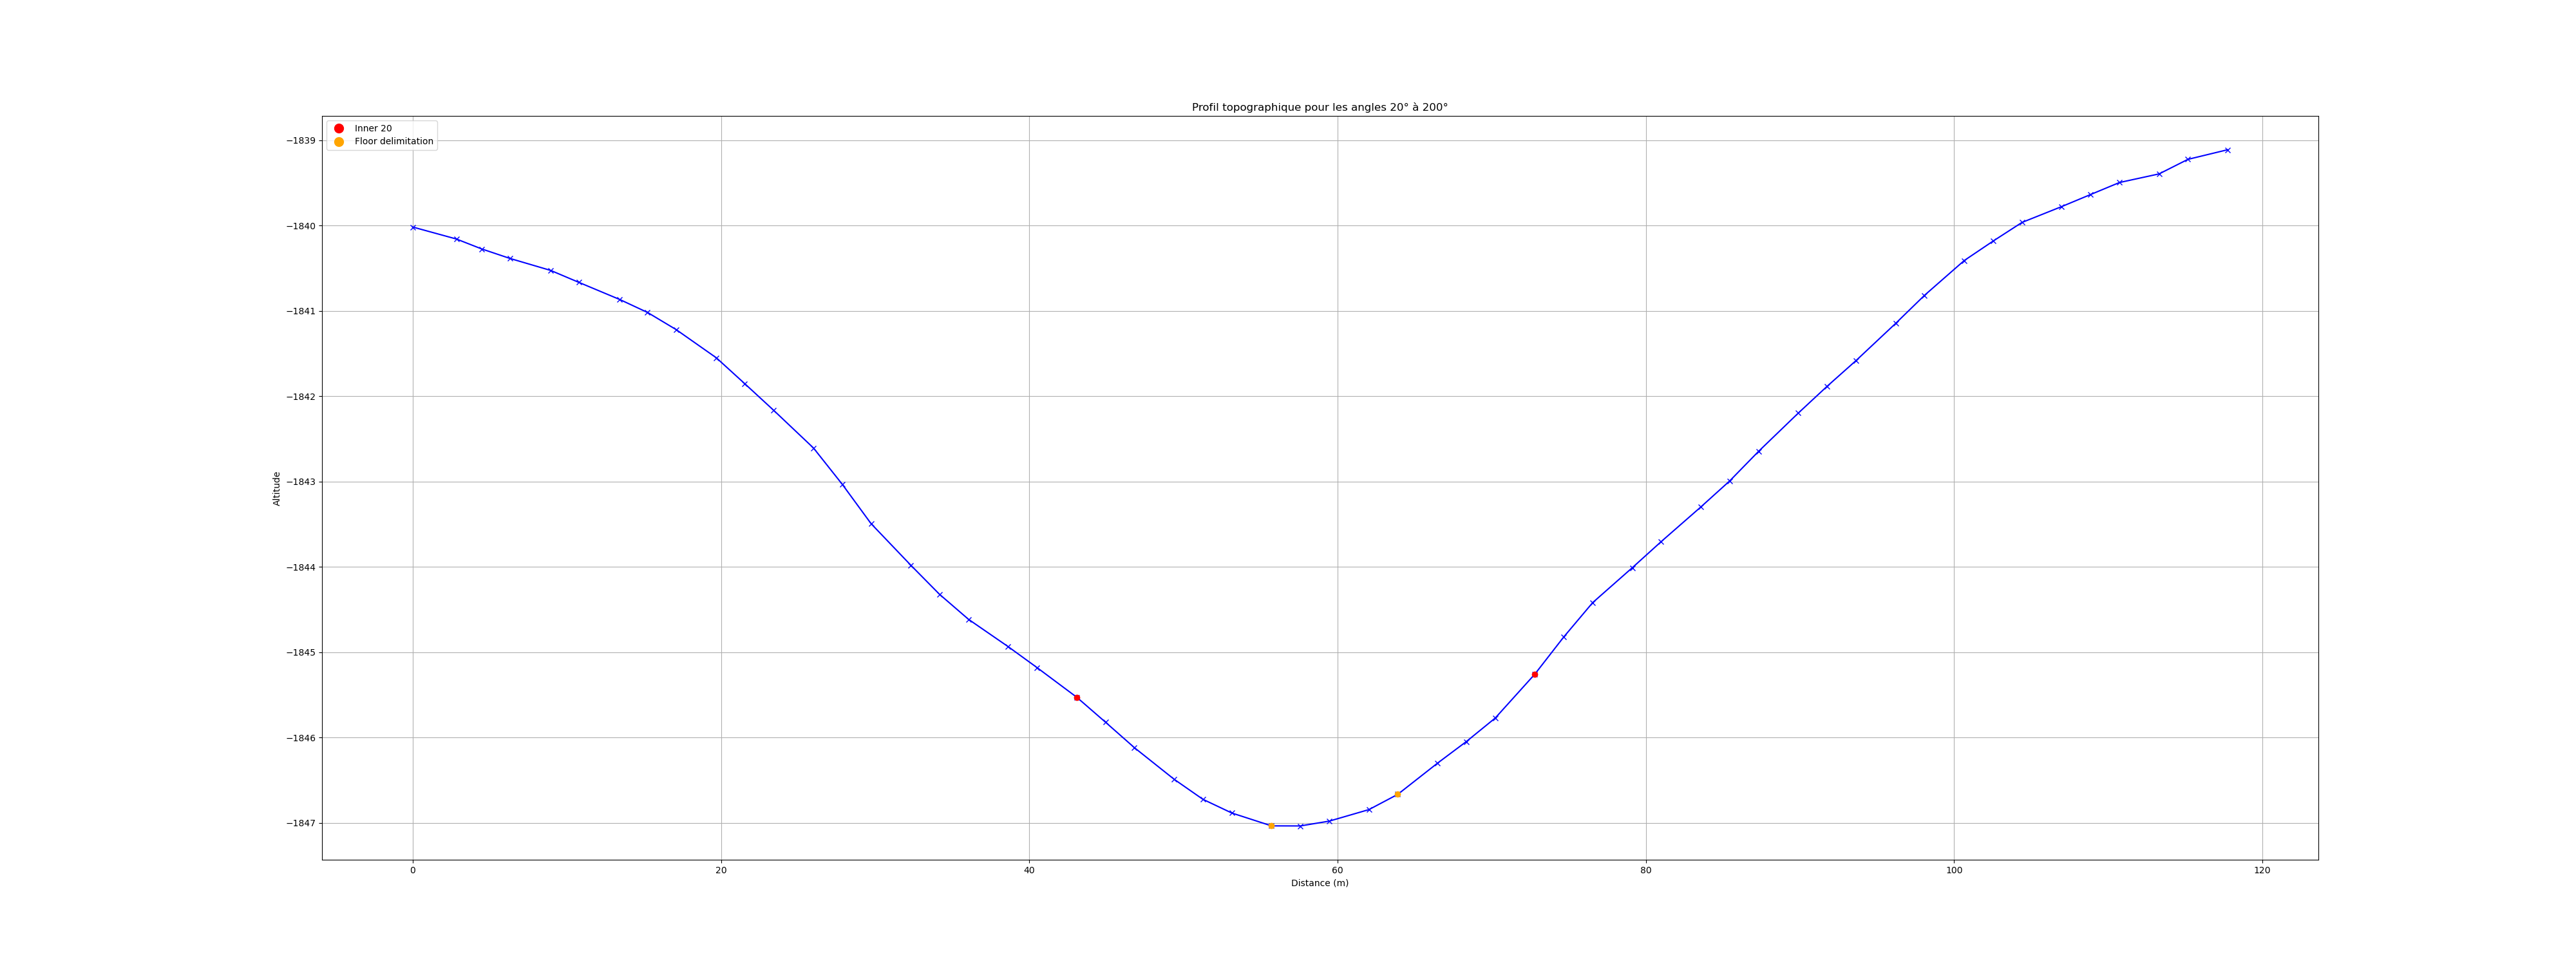 Profil topographique pour les angles 20° à 200°
Inner 20
Floor delimitation
−1839
−1840
−1841
−1842
−1843
−1844
−1845
−1846
−1847
Altitude
0 20 40 60 80 100 120
Distance (m)